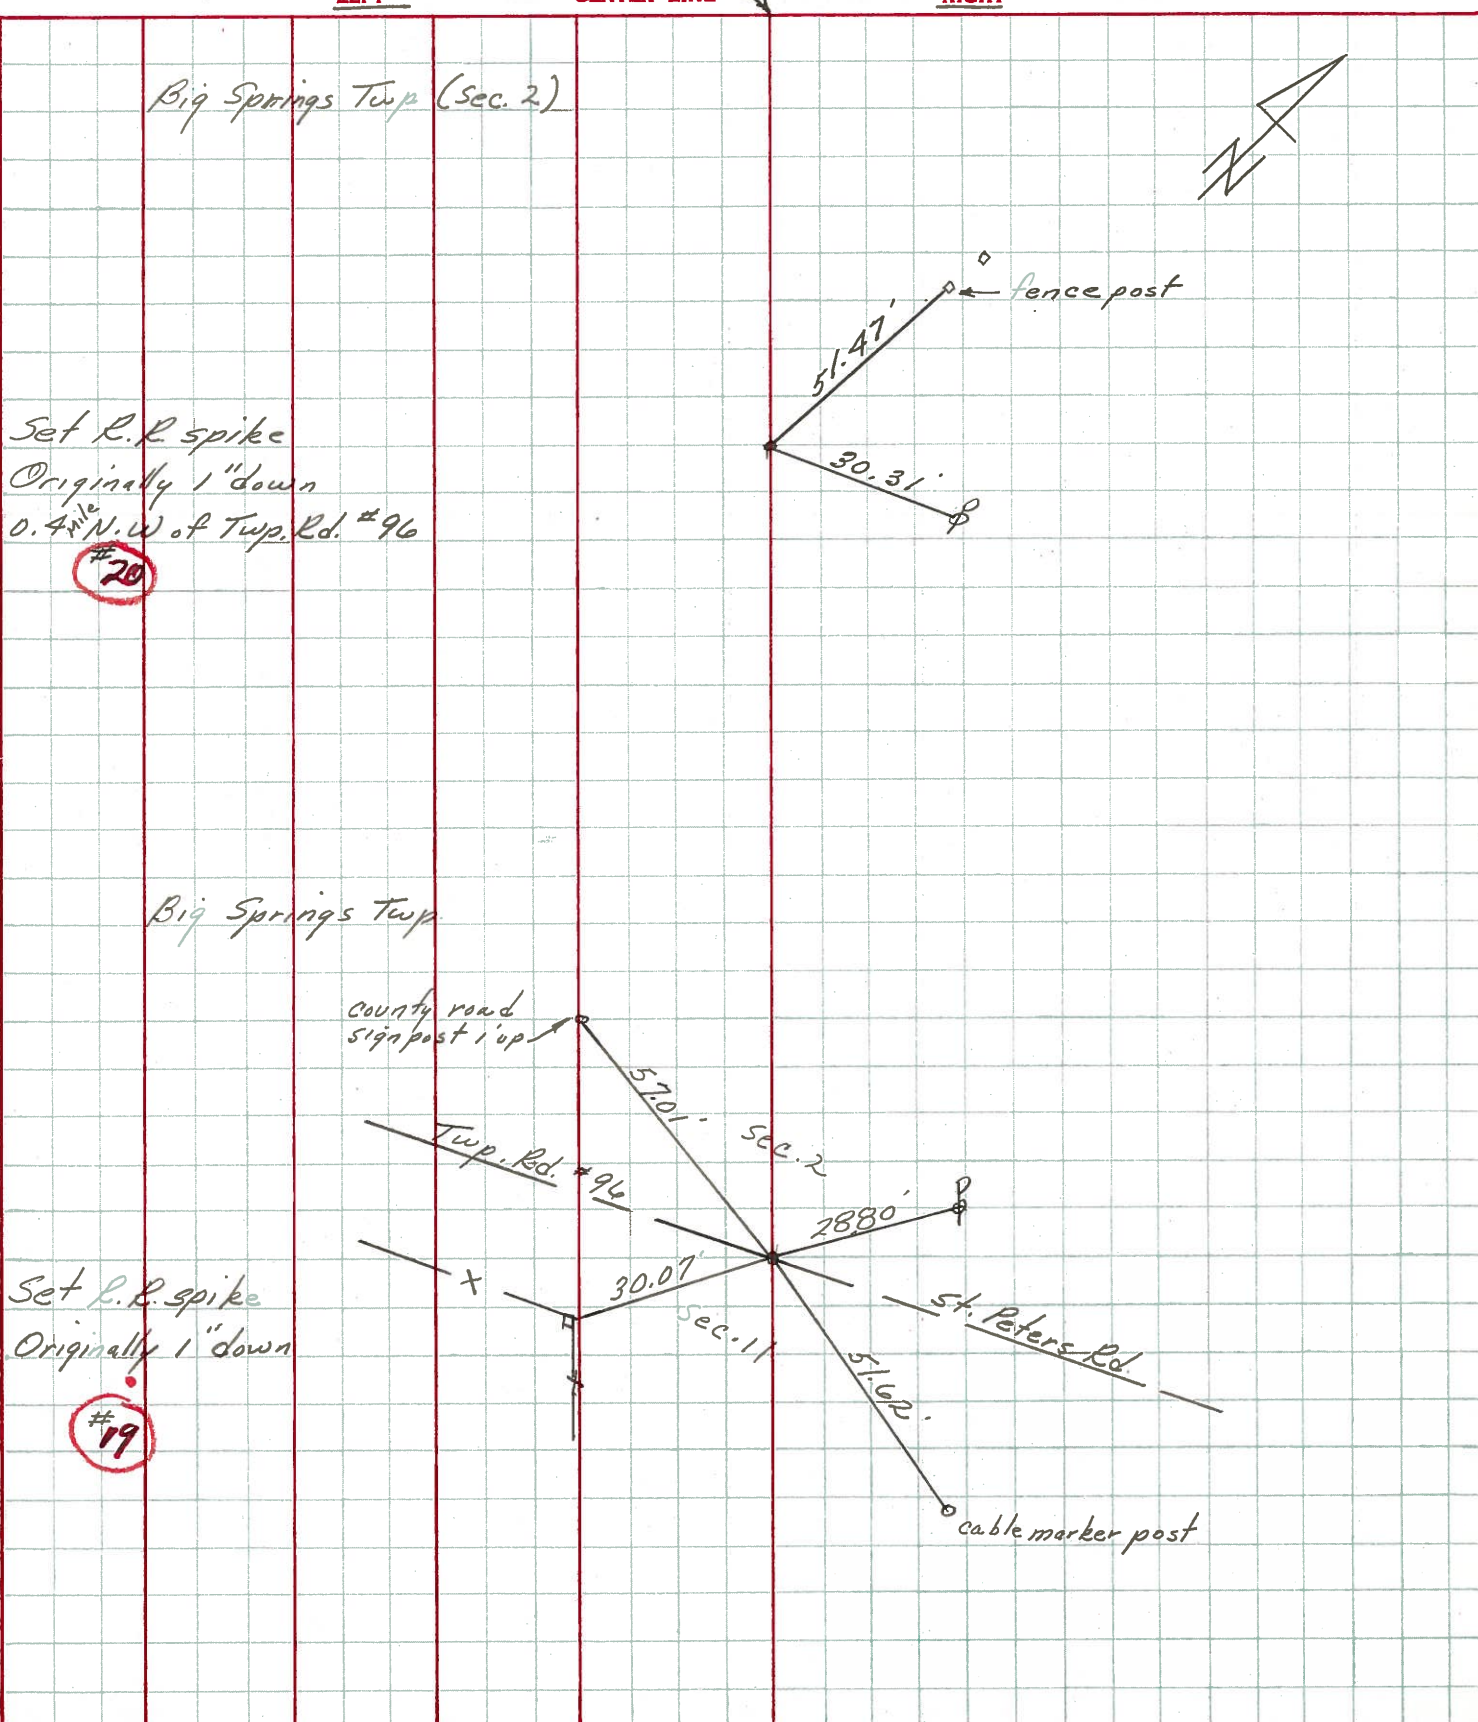 Big Springs Twp (Sec. 2)
N
fence post
51.47'
Set R.R. spike
Originally 1" down
0.4 mile N.W of Twp. Rd. #96
#20
30.31'
Big Springs Twp
county road
sign post 1' up
57.01'
Sec. 2
Twp. Rd. #96
28.80'
30.07'
Sec. 11
Set R.R. spike
Originally 1" down
#19
St. Peters Rd.
51.62'
cable marker post